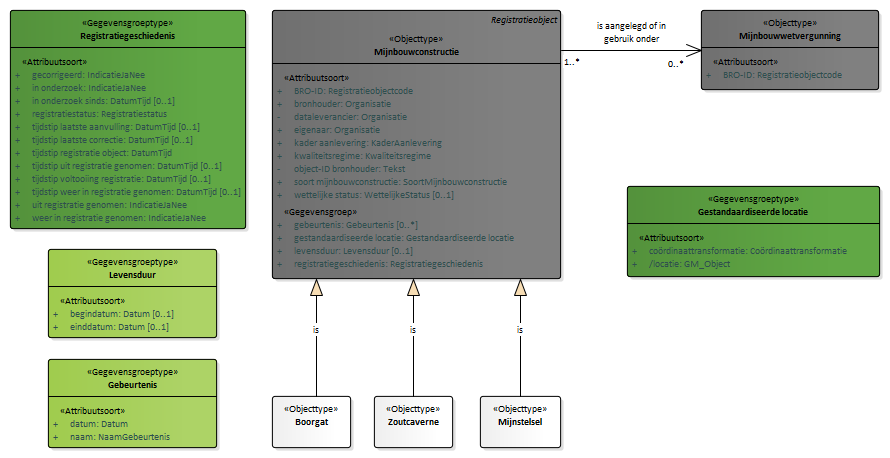 «Gegevensgroeptype»
Registratiegeschiedenis
«Attribuutsoort»
+ gecorrigeerd: IndicatieJaNee
+ in onderzoek: IndicatieJaNee
+ in onderzoek sinds: DatumTijd [0..1]
+ registratiestatus: Registratiestatus
+ tijdstip laatste aanvulling: DatumTijd [0..1]
+ tijdstip laatste correctie: DatumTijd [0..1]
+ tijdstip registratie object: DatumTijd
+ tijdstip uit registratie genomen: DatumTijd [0..1]
+ tijdstip voltooiing registratie: DatumTijd [0..1]
+ tijdstip weer in registratie genomen: DatumTijd [0..1]
+ uit registratie genomen: IndicatieJaNee
+ weer in registratie genomen: IndicatieJaNee
Registratieobject
«Objecttype»
Mijnbouwconstructie
«Attribuutsoort»
+ BRO-ID: Registratieobjectcode
+ bronhouder: Organisatie
- dataleverancier: Organisatie
+ eigenaar: Organisatie
+ kader aanlevering: KaderAanlevering
+ kwaliteitsregime: Kwaliteitsregime
- object-ID bronhouder: Tekst
+ soort mijnbouwconstructie: SoortMijnbouwconstructie
+ wettelijke status: WettelijkeStatus [0..1]
«Gegevensgroep»
+ gebeurtenis: Gebeurtenis [0..*]
+ gestandaardiseerde locatie: Gestandaardiseerde locatie
+ levensduur: Levensduur [0..1]
+ registratiegeschiedenis: Registratiegeschiedenis
is aangelegd of in
gebruik onder
1..*
0..*
«Objecttype»
Mijnbouwwetvergunning
«Attribuutsoort»
+ BRO-ID: Registratieobjectcode
«Gegevensgroeptype»
Gestandaardiseerde locatie
«Attribuutsoort»
+ coördinaattransformatie: Coördinaattransformatie
+ /locatie: GM_Object
«Gegevensgroeptype»
Levensduur
«Attribuutsoort»
+ begindatum: Datum [0..1]
+ einddatum: Datum [0..1]
«Gegevensgroeptype»
Gebeurtenis
«Attribuutsoort»
+ datum: Datum
+ naam: NaamGebeurtenis
is
is
is
«Objecttype»
Boorgat
«Objecttype»
Zoutcaverne
«Objecttype»
Mijnstelsel